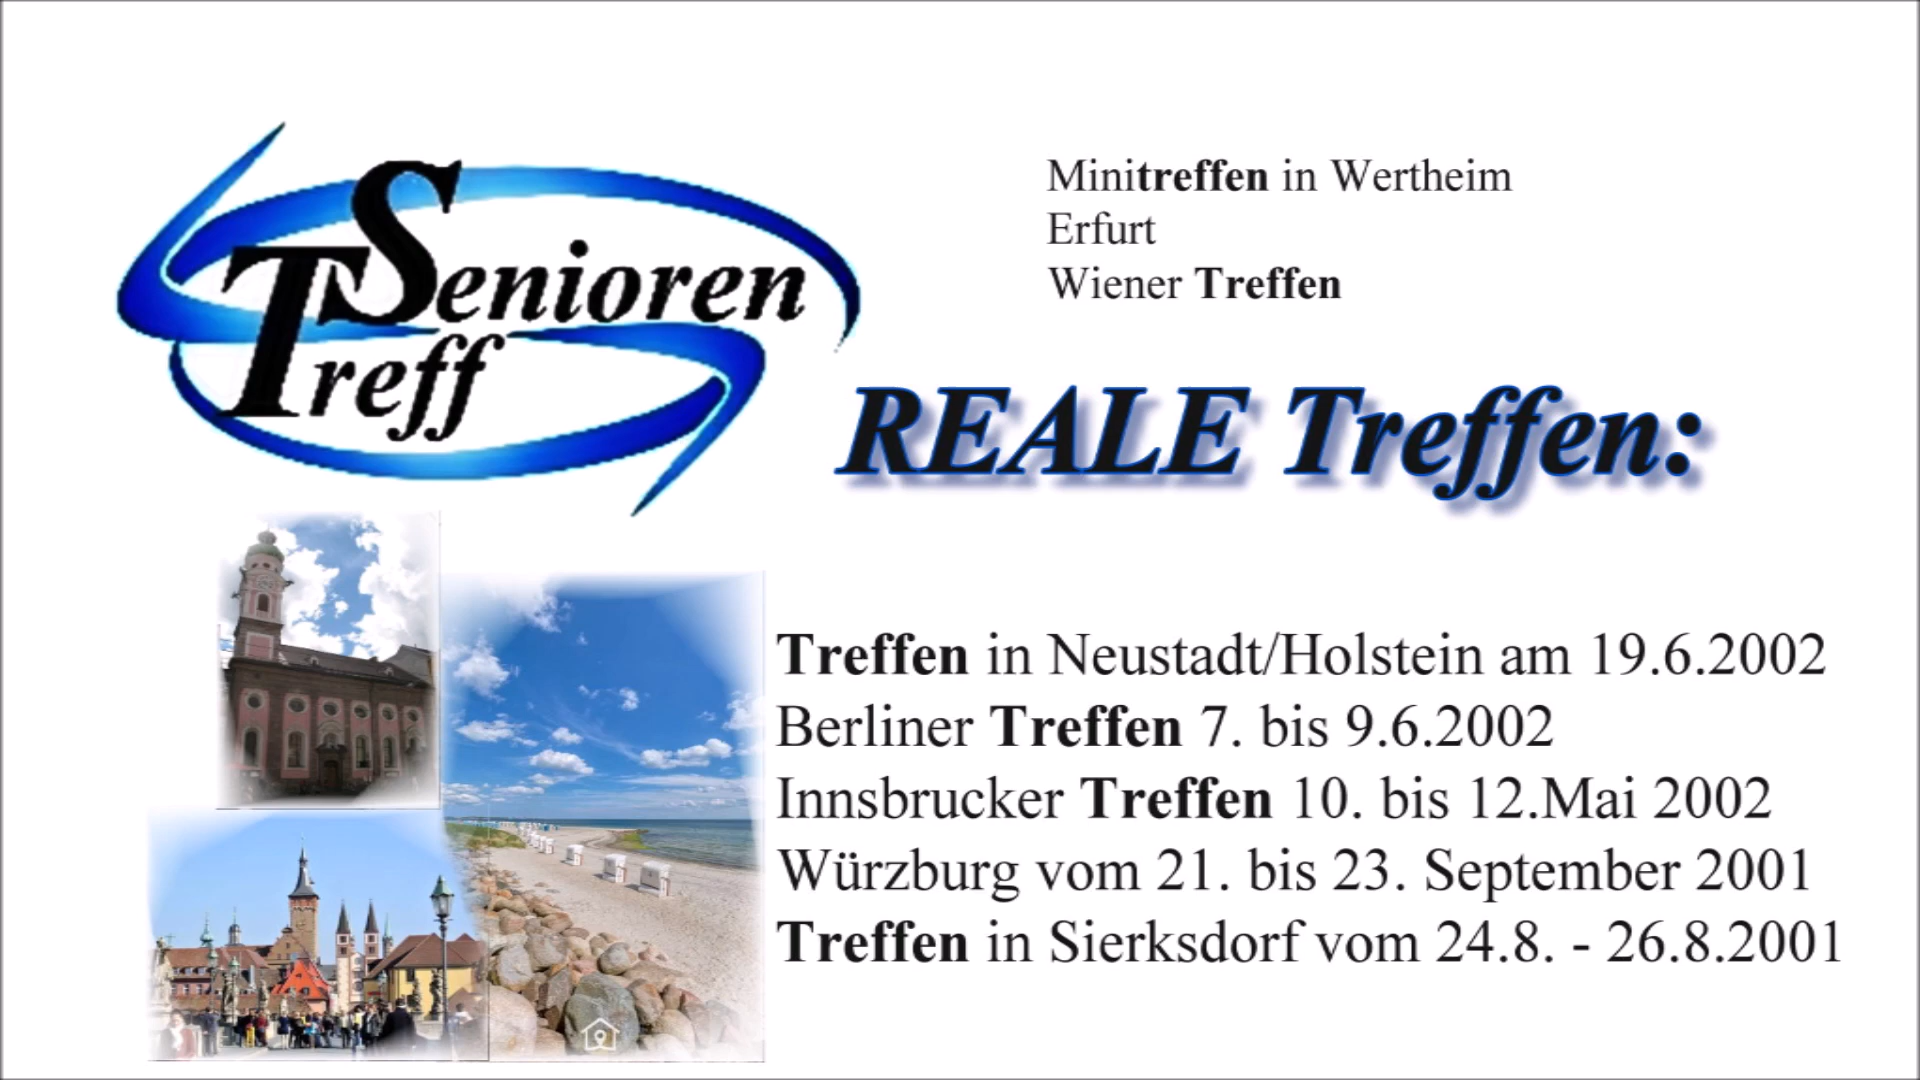 Senioren
Treff
Minitreffen in Wertheim
Erfurt
Wiener Treffen
REALE Treffen:
Treffen in Neustadt/Holstein am 19.6.2002
Berliner Treffen 7. bis 9.6.2002
Innsbrucker Treffen 10. bis 12.Mai 2002
Würzburg vom 21. bis 23. September 2001
Treffen in Sierksdorf vom 24.8. - 26.8.2001